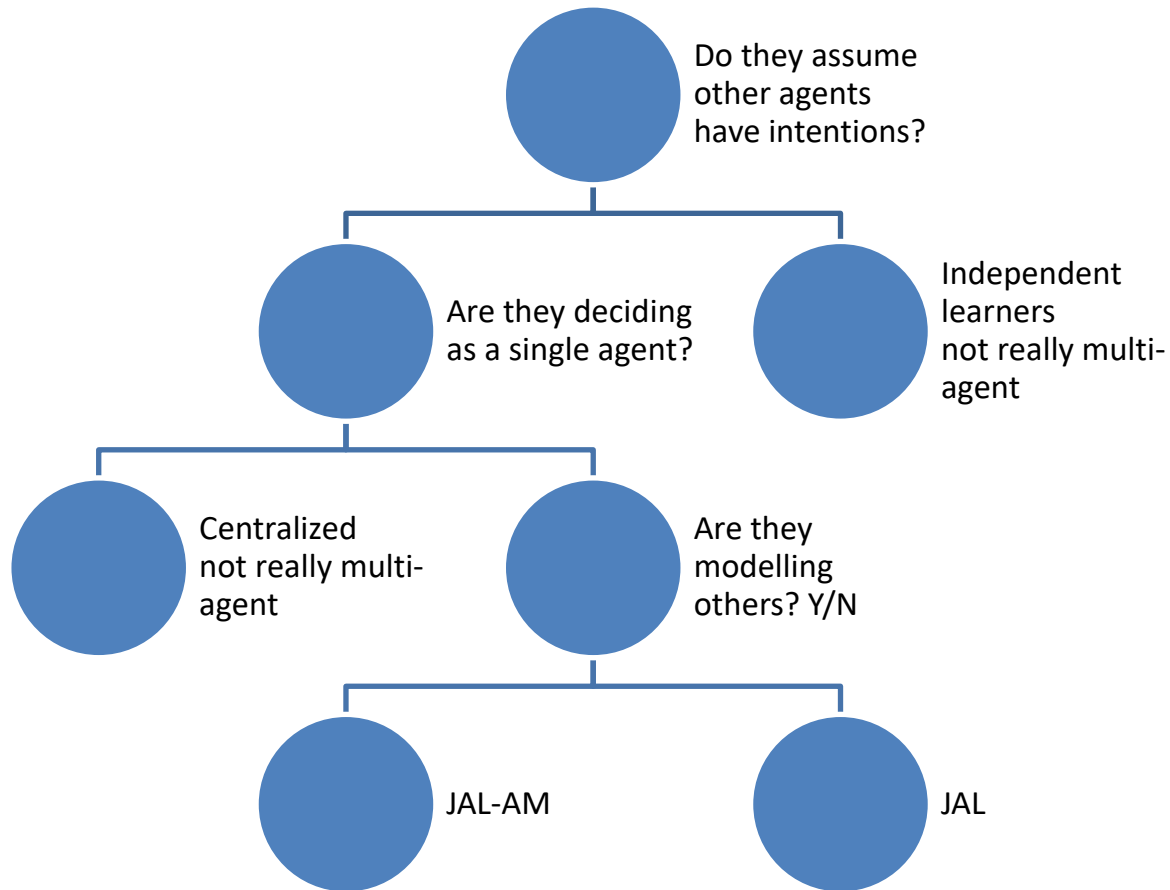 Do they assume
other agents
have intentions?
Are they deciding
as a single agent?
Independent
learners
not really multi-
agent
Centralized
not really multi-
agent
Are they
modelling
others? Y/N
JAL-AM
JAL